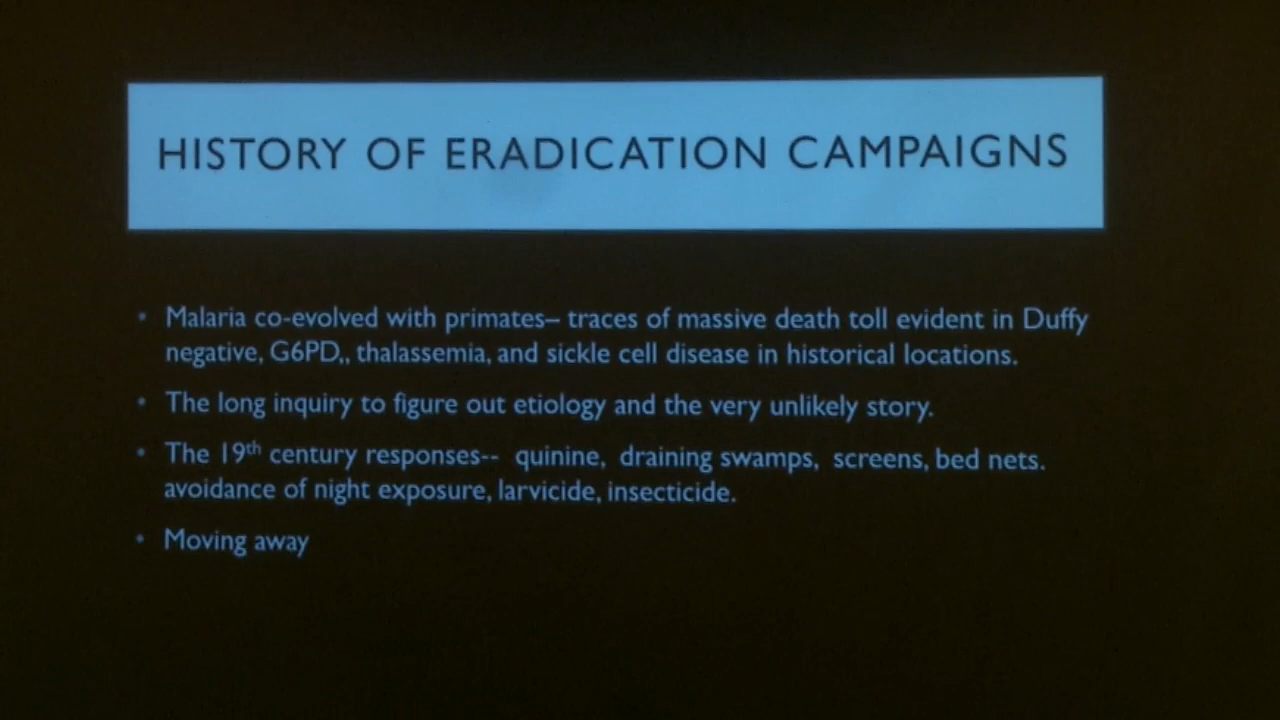 HISTORY OF ERADICATION CAMPAIGNS
• Malaria co-evolved with primates– traces of massive death toll evident in Duffy
negative, G6PD,, thalassemia, and sickle cell disease in historical locations.
• The long inquiry to figure out etiology and the very unlikely story.
• The 19th century responses-- quinine, draining swamps, screens, bed nets.
avoidance of night exposure, larvicide, insecticide.
• Moving away